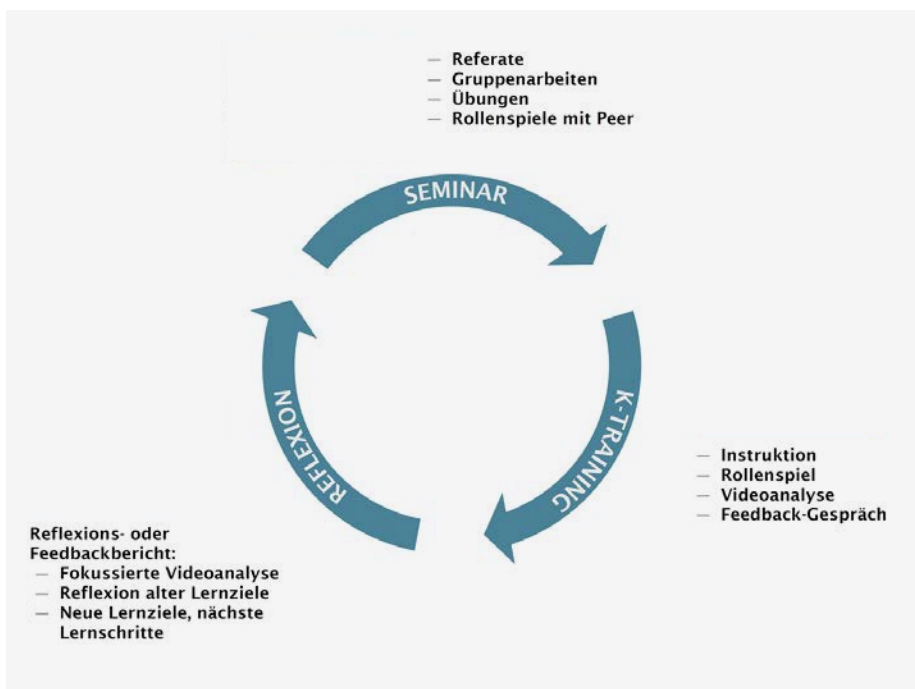 — Referate
— Gruppenarbeiten
— Übungen
— Rollenspiele mit Peer
SEMINAR
K-TRAINING
— Instruktion
— Rollenspiel
— Videoanalyse
— Feedback-Gespräch
REFLEXION
Reflexions- oder
Feedbackbericht:
— Fokussierte Videoanalyse
— Reflexion alter Lernziele
— Neue Lernziele, nächste
Lernschritte